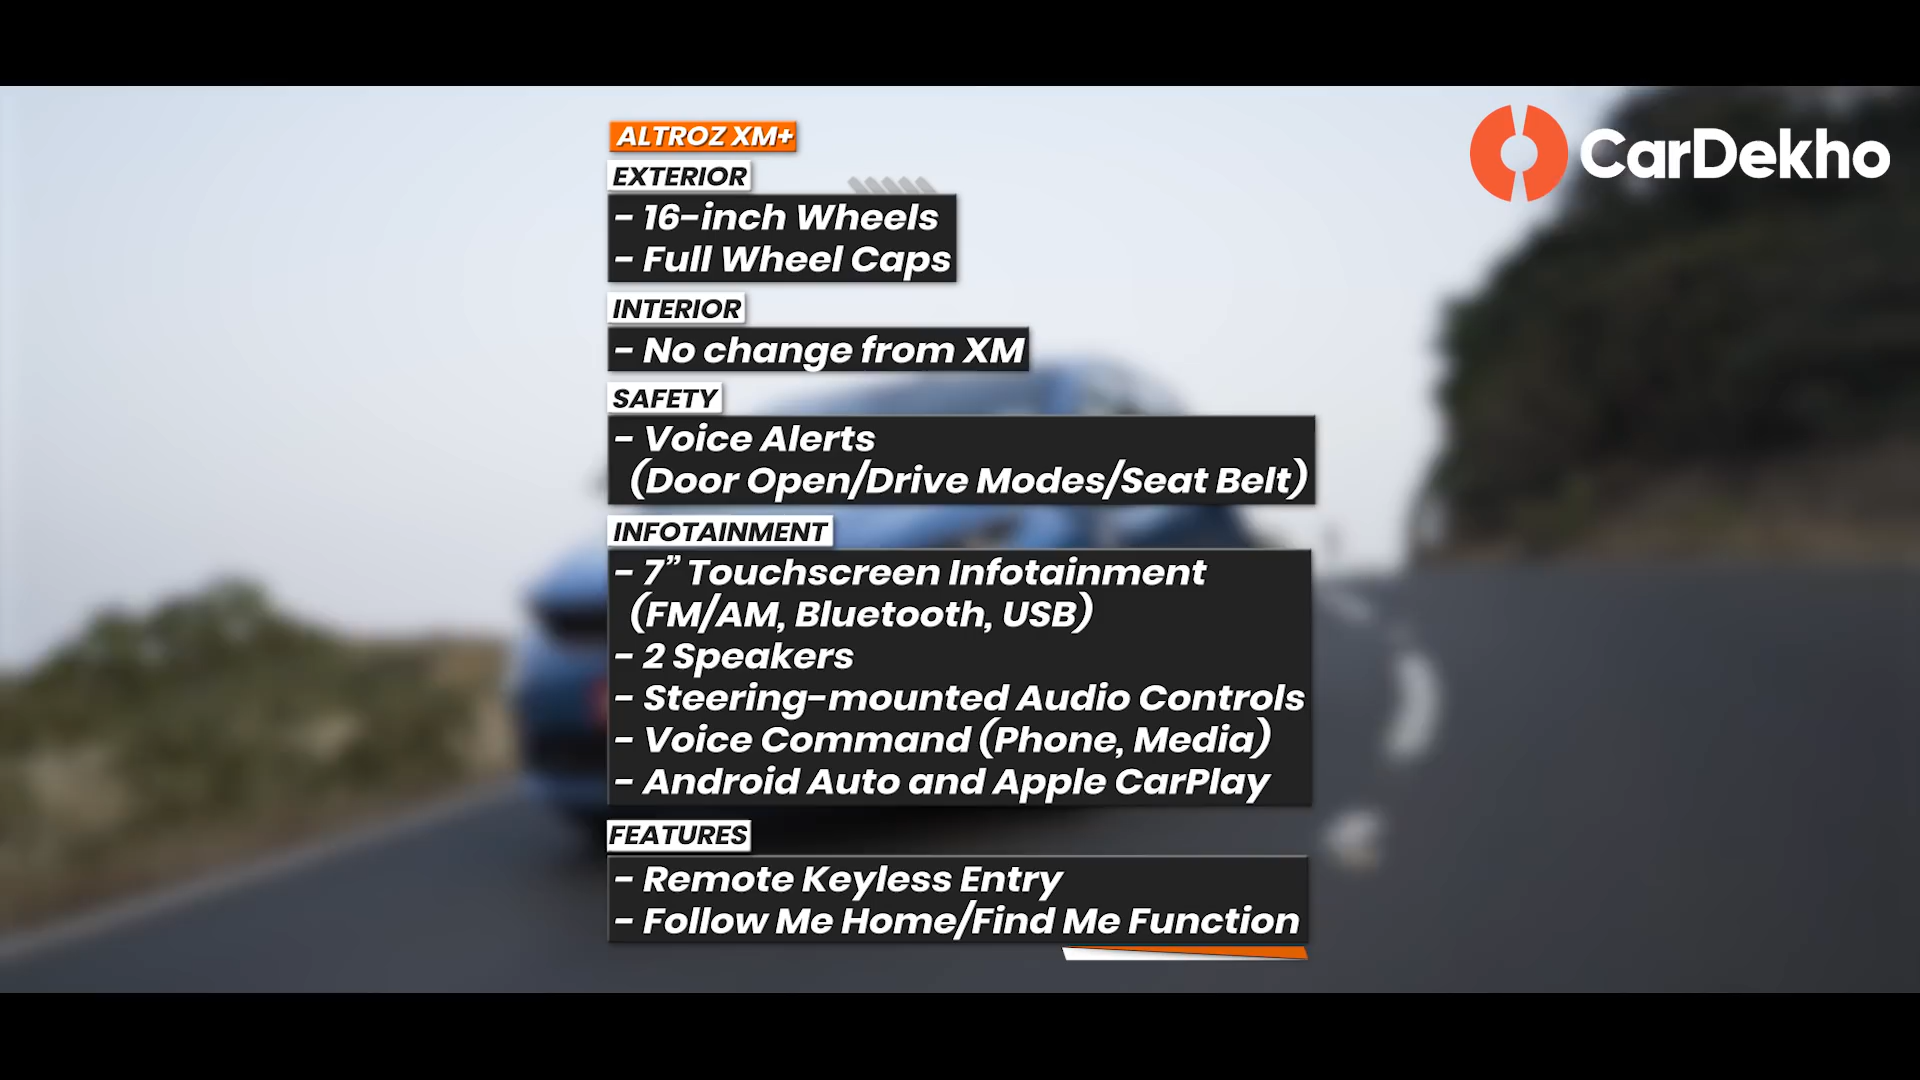 CarDekho
ALTROZ XM+
EXTERIOR
- 16-inch Wheels
- Full Wheel Caps
INTERIOR
- No change from XM
SAFETY
- Voice Alerts
(Door Open/Drive Modes/Seat Belt)
INFOTAINMENT
- 7” Touchscreen Infotainment
(FM/AM, Bluetooth, USB)
- 2 Speakers
- Steering-mounted Audio Controls
- Voice Command (Phone, Media)
- Android Auto and Apple CarPlay
FEATURES
- Remote Keyless Entry
- Follow Me Home/Find Me Function